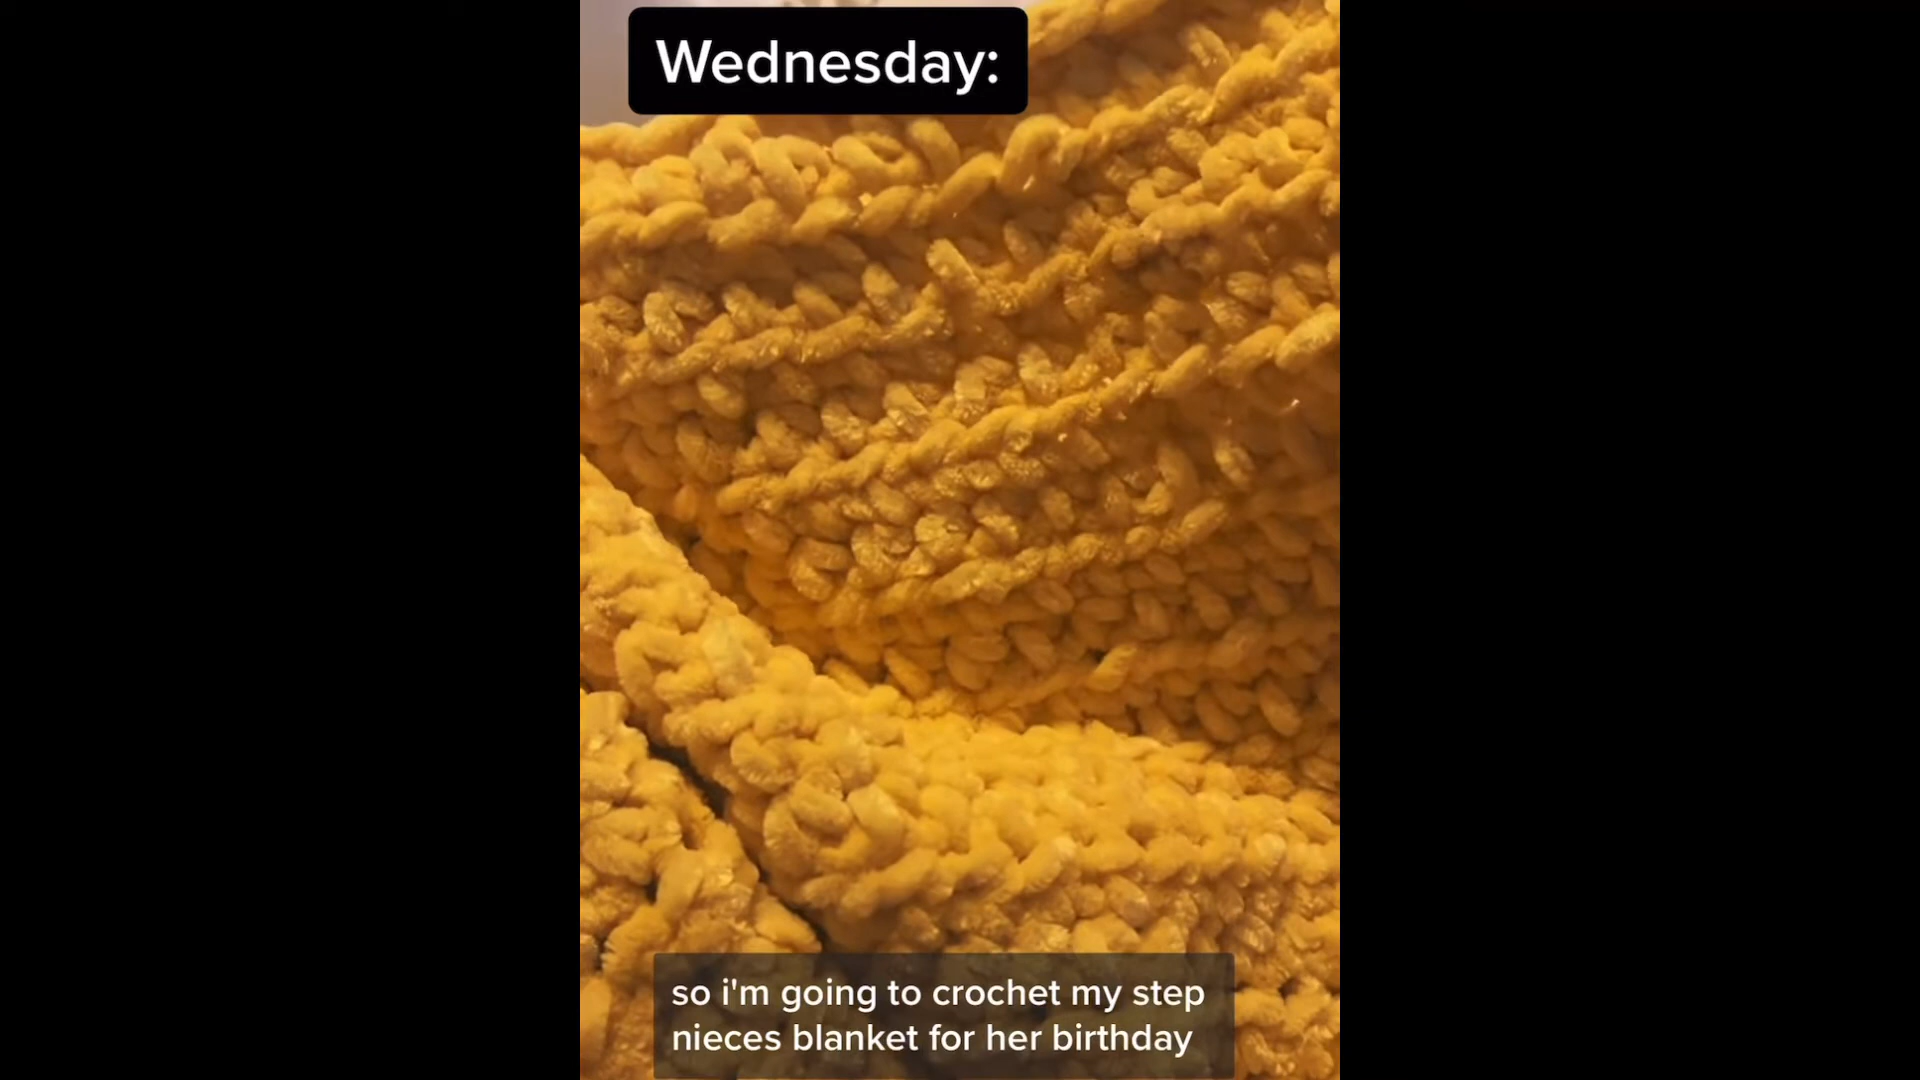 Wednesday:
so i'm going to crochet my step
nieces blanket for her birthday